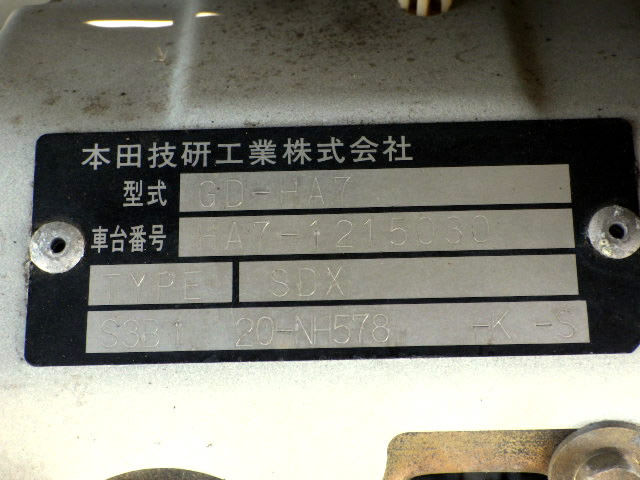 本田技研工業株式会社
型式 GD-HA7
車台番号 HA7-1215030
TYPE SDX
S3B1 20-NH578 -K -S